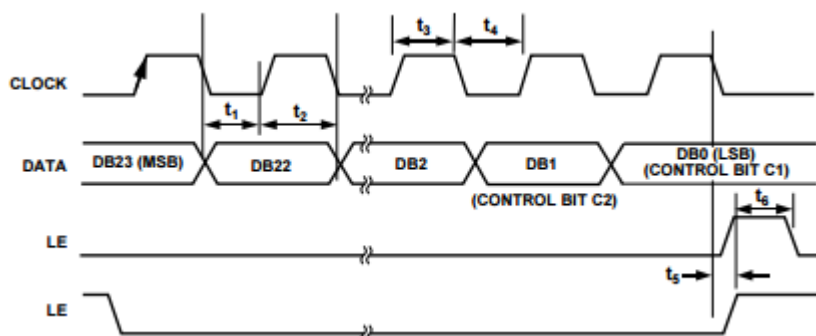 t3
t4
CLOCK
t1
t2
DATA
DB23 (MSB)
DB22
DB2
DB1
DB0 (LSB)
(CONTROL BIT C1)
(CONTROL BIT C2)
t6
LE
t5
LE